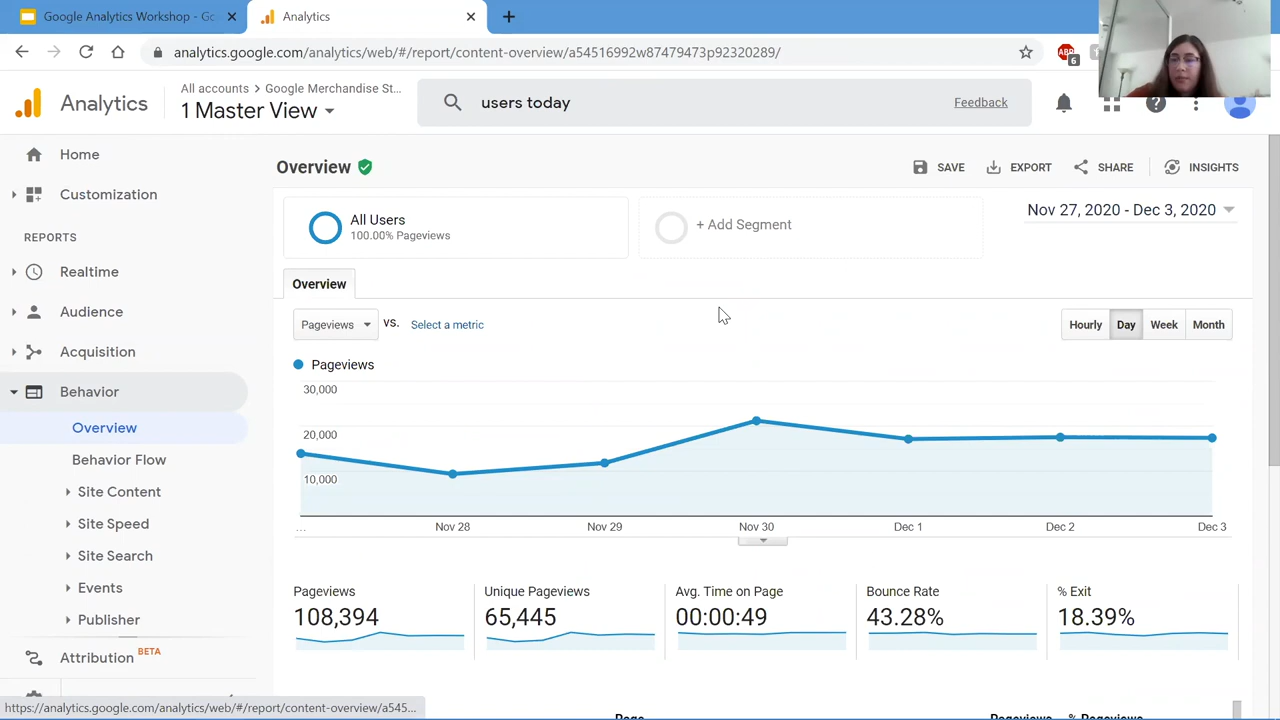 Google Analytics Workshop - Go
Analytics
analytics.google.com/analytics/web/#/report/content-overview/a54516992w87479473p92320289/
ABP
6
Analytics
All accounts > Google Merchandise St...
1 Master View
users today
Feedback
?
Home
Customization
REPORTS
Realtime
Audience
Acquisition
Behavior
Overview
Behavior Flow
Site Content
Site Speed
Site Search
Events
Publisher
Attribution BETA
Overview
SAVE
EXPORT
SHARE
INSIGHTS
All Users
100.00% Pageviews
+ Add Segment
Nov 27, 2020 - Dec 3, 2020
Overview
Pageviews
vs.
Select a metric
Hourly
Day
Week
Month
Pageviews
30,000
20,000
10,000
...
Nov 28
Nov 29
Nov 30
Dec 1
Dec 2
Dec 3
Pageviews
108,394
Unique Pageviews
65,445
Avg. Time on Page
00:00:49
Bounce Rate
43.28%
% Exit
18.39%
Page
Pageviews
% Pageviews
https://analytics.google.com/analytics/web/#/report/content-overview/a545...